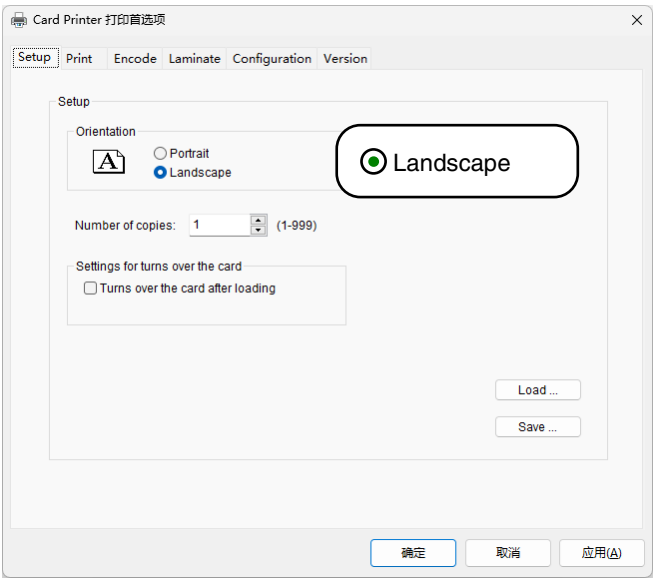 Card Printer 打印首选项
Setup Print Encode Laminate Configuration Version
Setup
Orientation
A
Portrait
Landscape
Landscape
Number of copies: 1 (1-999)
Settings for turns over the card
Turns over the card after loading
Load ...
Save ...
确定 取消 应用(A)